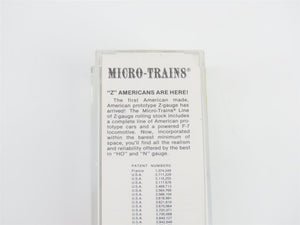 MICRO-TRAINS®
"Z" AMERICANS ARE HERE!
The first American made,
American prototype Z-gauge has
arrived! The Micro-Trains® Line
of Z-gauge rolling stock includes
a complete line of American pro-
totype cars and a powered F-7
locomotive. Now, incorporated
within the barest minimum of
space, you'll find all the realism
and reliability offered by the best
in "HO" and "N" gauge.
PATENT NUMBERS
France
U.S.A.
U.S.A.
U.S.A.
U.S.A.
U.S.A.
U.S.A.
U.S.A.
U.S.A.
U.S.A.
U.S.A.
U.S.A.
U.S.A.
U.S.A.